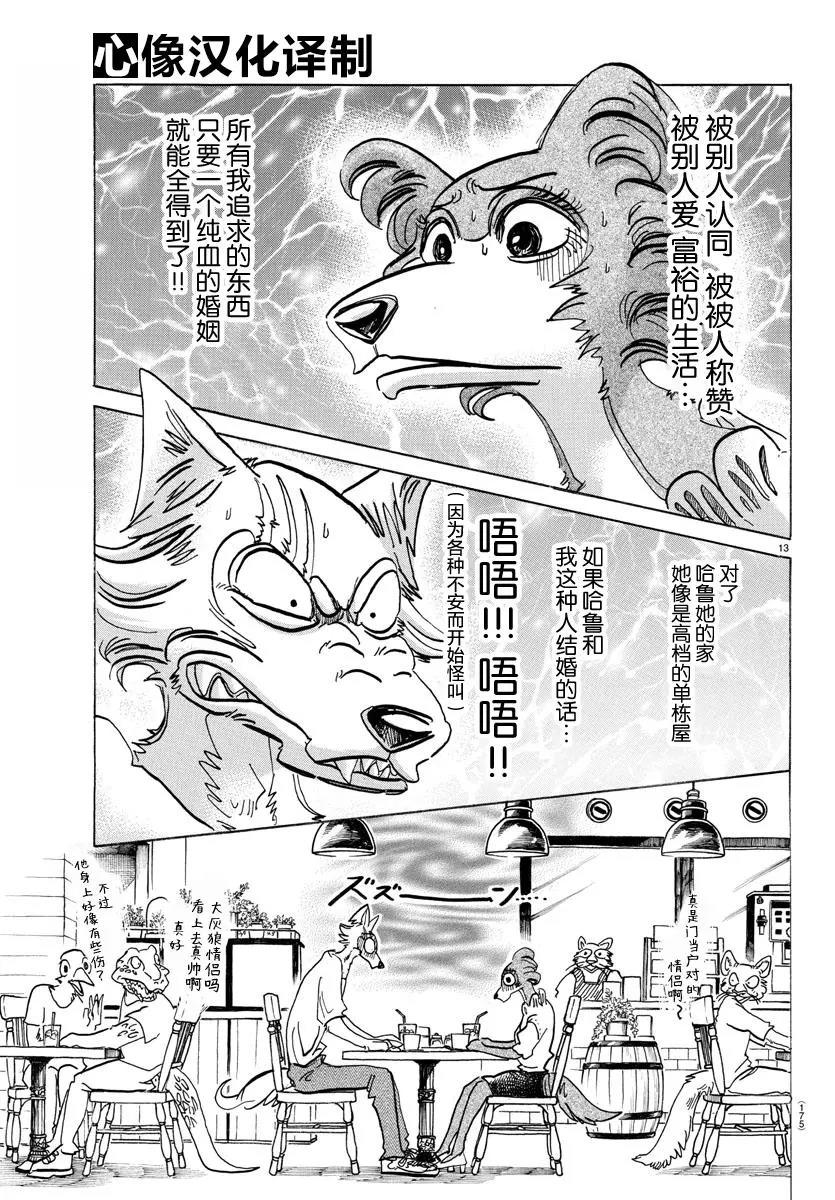 心像汉化译制
被别人认同 被被人称赞
被别人爱 富裕的生活…
所有我追求的东西
只要一个纯血的婚姻
就能全得到了!!
13
对了
哈鲁她的家
她像是高档的单栋屋
如果哈鲁和
我这种人结婚的话…
唔唔!!! 唔唔!!
(因为各种不安而开始怪叫)
ズズーーン…
真是门当户对的
情侣啊~
大灰狼情侣吗
看上去真帅啊
真好
不过
他身上好像有些伤?
(175)